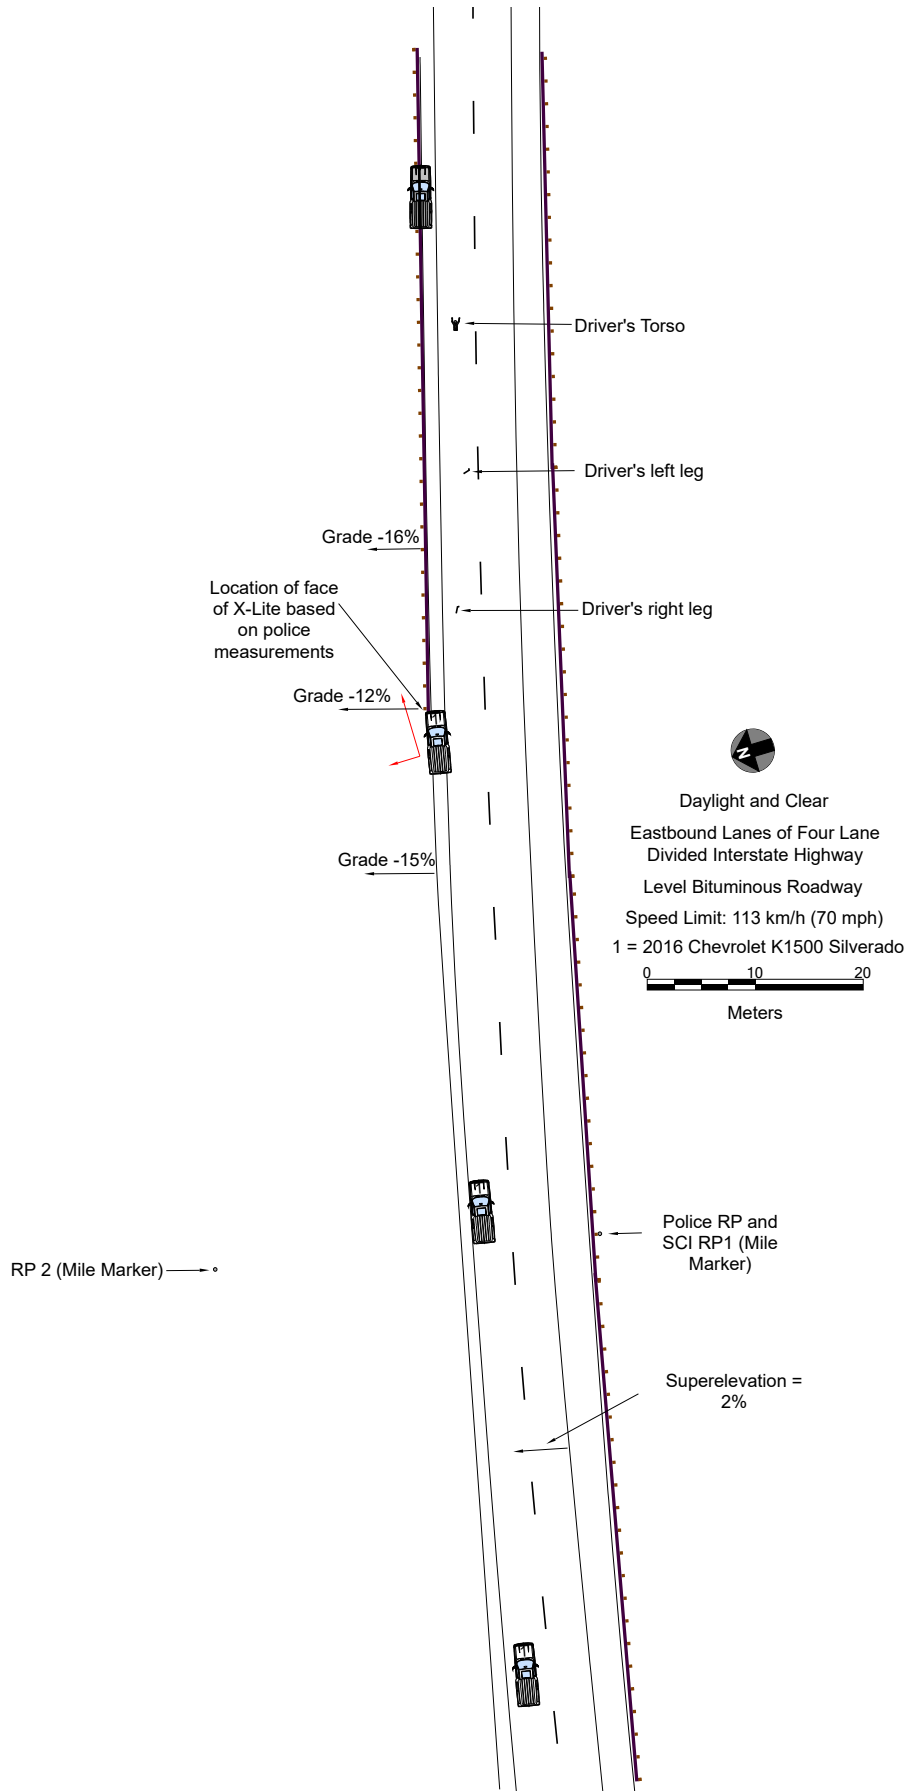 Driver's Torso
Driver's left leg
Grade -16%
Location of face
of X-Lite based
on police
measurements
Driver's right leg
Grade -12%
N
Daylight and Clear
Eastbound Lanes of Four Lane
Divided Interstate Highway
Grade -15%
Level Bituminous Roadway
Speed Limit: 113 km/h (70 mph)
1 = 2016 Chevrolet K1500 Silverado
0 10 20
Meters
Police RP and
SCI RP1 (Mile
Marker)
RP 2 (Mile Marker)
Superelevation =
2%